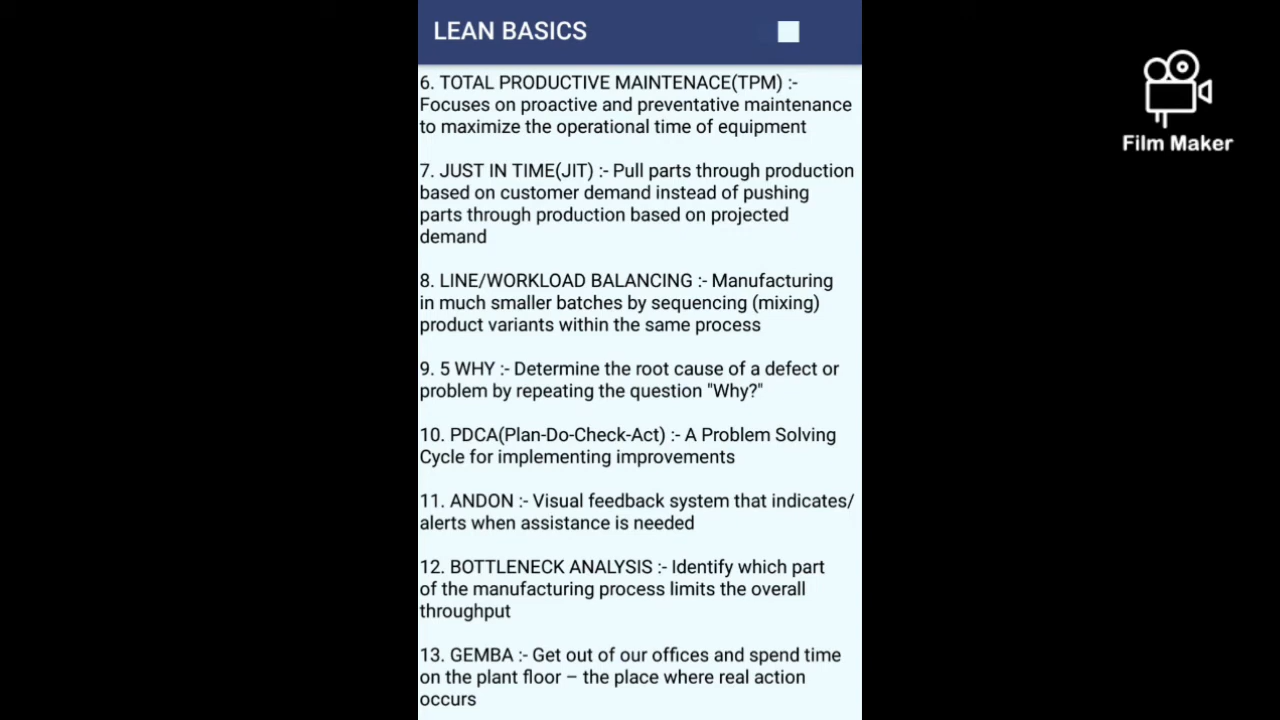 LEAN BASICS
6. TOTAL PRODUCTIVE MAINTENACE(TPM) :-
Focuses on proactive and preventative maintenance
to maximize the operational time of equipment
7. JUST IN TIME(JIT) :- Pull parts through production
based on customer demand instead of pushing
parts through production based on projected
demand
8. LINE/WORKLOAD BALANCING :- Manufacturing
in much smaller batches by sequencing (mixing)
product variants within the same process
9. 5 WHY :- Determine the root cause of a defect or
problem by repeating the question "Why?"
10. PDCA(Plan-Do-Check-Act) :- A Problem Solving
Cycle for implementing improvements
11. ANDON :- Visual feedback system that indicates/
alerts when assistance is needed
12. BOTTLENECK ANALYSIS :- Identify which part
of the manufacturing process limits the overall
throughput
13. GEMBA :- Get out of our offices and spend time
on the plant floor – the place where real action
occurs
Film Maker